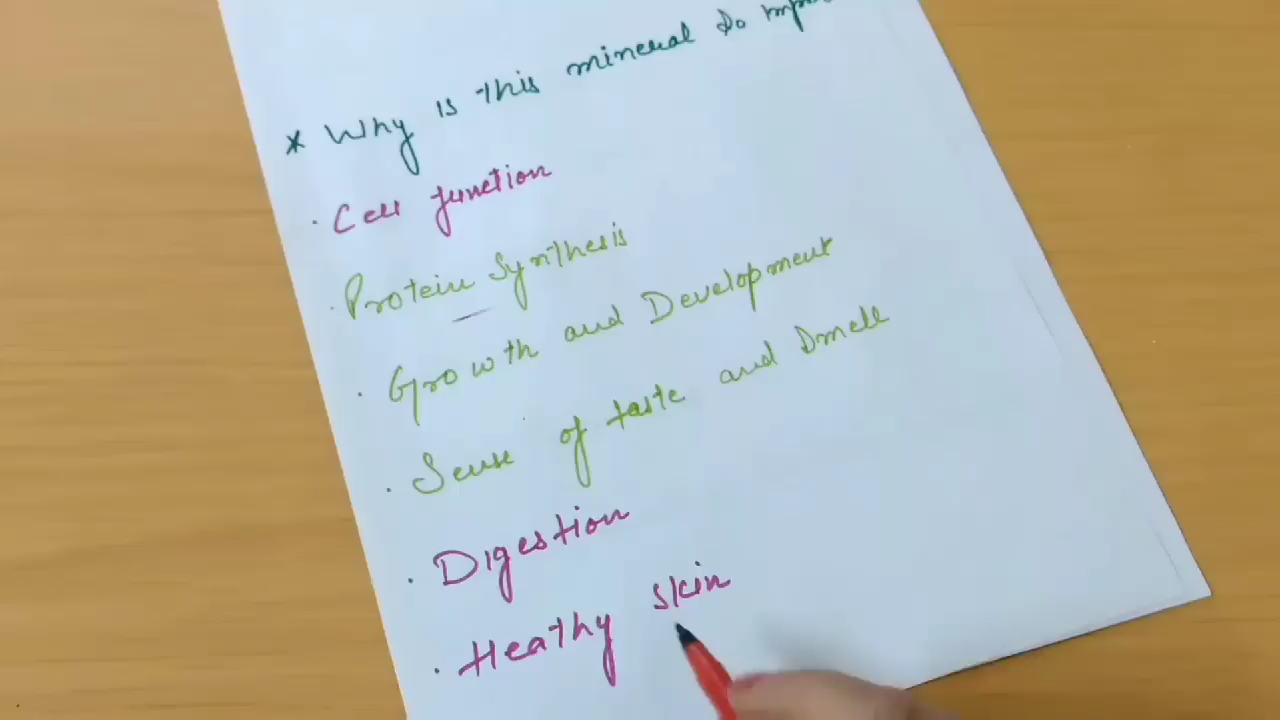 * Why is this mineral So
. Cell function
. Protein Synthesis
. Growth and Development
. Sense of taste and Smell
. Digestion
. Heathy skin